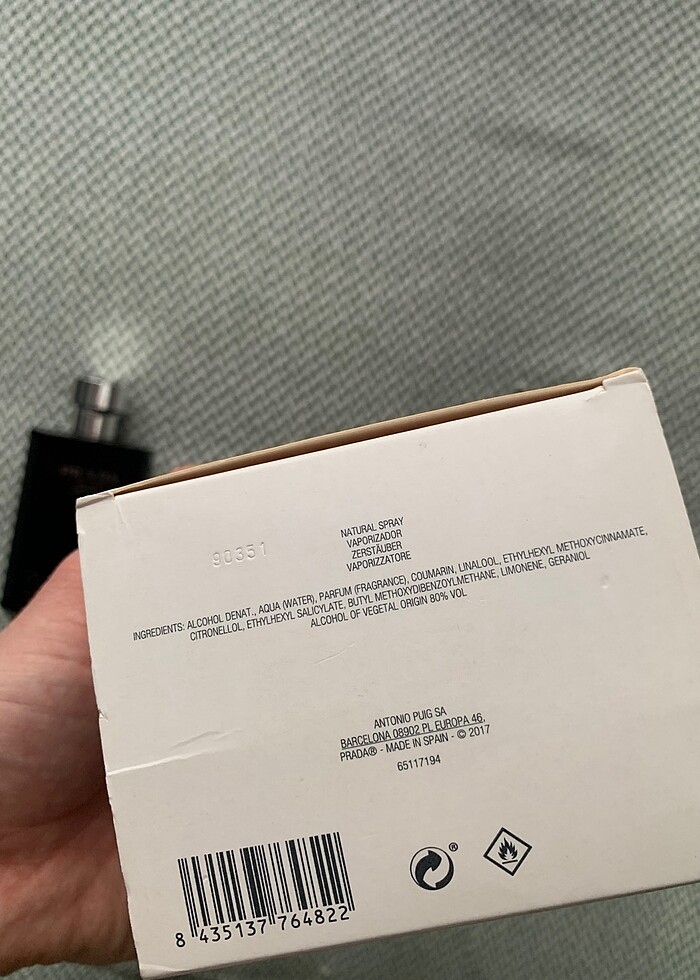 90351
NATURAL SPRAY
VAPORIZADOR
ZERSTÄUBER
VAPORIZZATORE
INGREDIENTS: ALCOHOL DENAT., AQUA (WATER), PARFUM (FRAGRANCE), COUMARIN, LINALOOL, ETHYLHEXYL METHOXYCINNAMATE,
CITRONELLOL, ETHYLHEXYL SALICYLATE, BUTYL METHOXYDIBENZOYLMETHANE, LIMONENE, GERANIOL
ALCOHOL OF VEGETAL ORIGIN 80% VOL
ANTONIO PUIG SA
BARCELONA 08902 PL EUROPA 46,
PRADA® - MADE IN SPAIN - © 2017
65117194
®
8 435137 764822